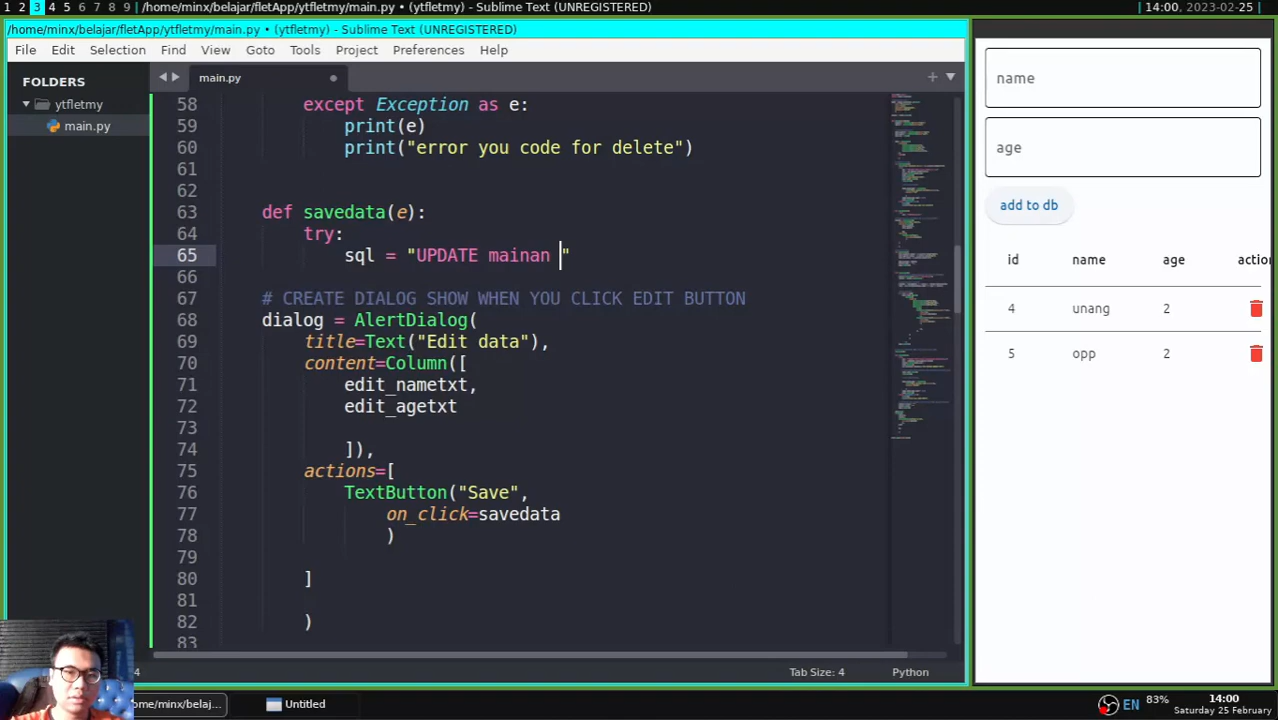 1 2 3 4 5 6 7 8 9 /home/minx/belajar/fletApp/ytfletmy/main.py • (ytfletmy) - Sublime Text (UNREGISTERED) 14:00, 2023-02-25
/home/minx/belajar/fletApp/ytfletmy/main.py • (ytfletmy) - Sublime Text (UNREGISTERED)
File Edit Selection Find View Goto Tools Project Preferences Help
FOLDERS
ytfletmy
main.py
main.py
58 except Exception as e:
59 print(e)
60 print("error you code for delete")
61
62
63 def savedata(e):
64 try:
65 sql = "UPDATE mainan "
66
67 # CREATE DIALOG SHOW WHEN YOU CLICK EDIT BUTTON
68 dialog = AlertDialog(
69 title=Text("Edit data"),
70 content=Column([
71 edit_nametxt,
72 edit_agetxt
73
74 ]),
75 actions=[
76 TextButton("Save",
77 on_click=savedata
78 )
79
80 ]
81
82 )
83
name
age
add to db
id name age action
4 unang 2
5 opp 2
4 Tab Size: 4 Python
ome/minx/belaj... Untitled
EN 83% 14:00
Saturday 25 February